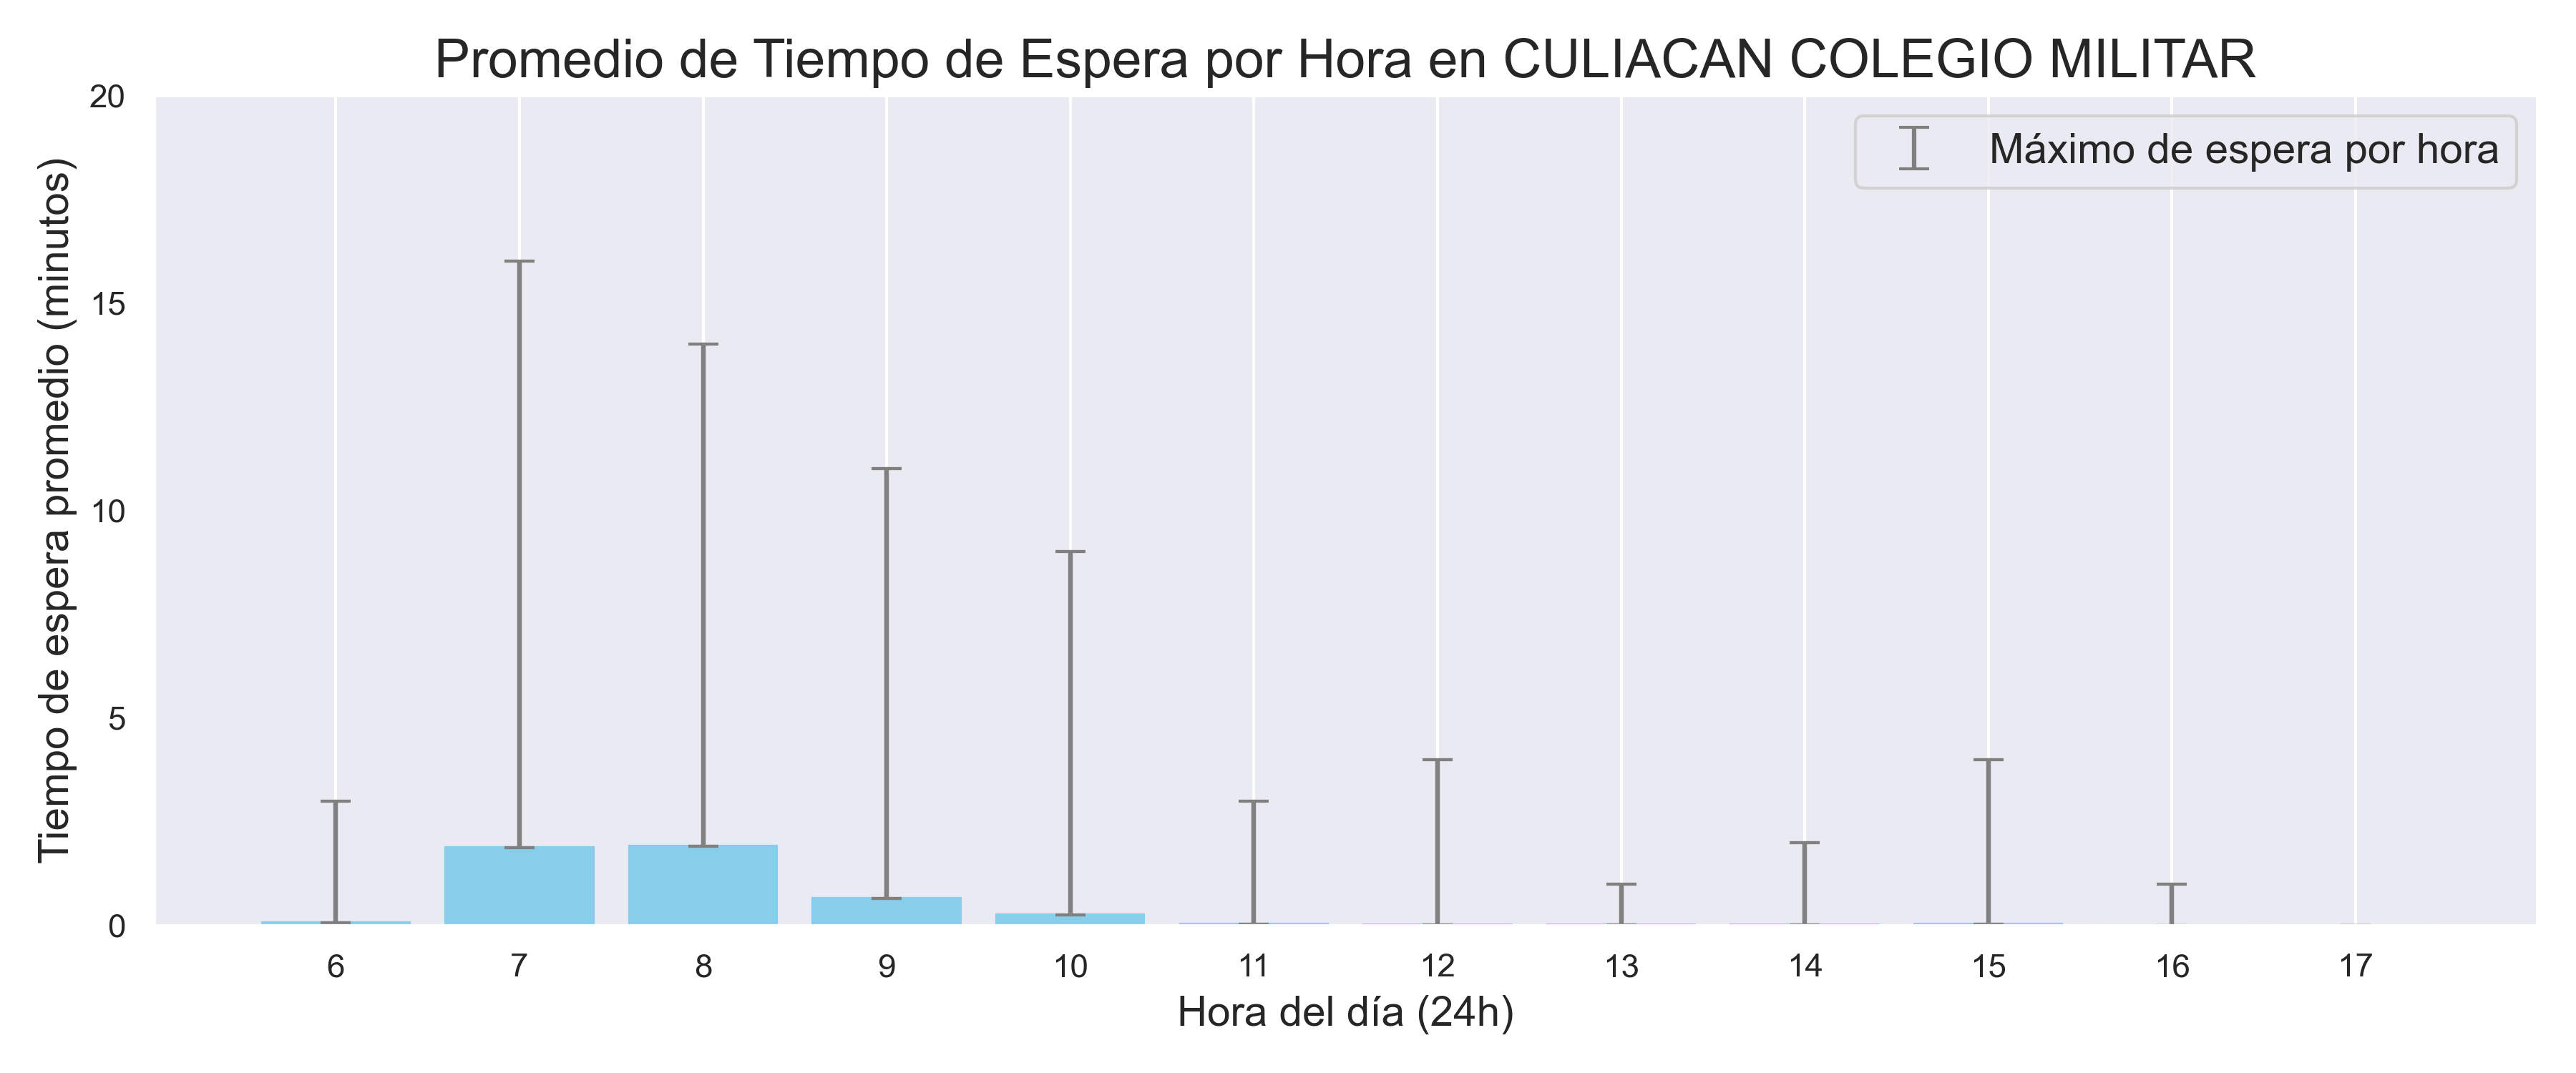 Promedio de Tiempo de Espera por Hora en CULIACAN COLEGIO MILITAR
Máximo de espera por hora
Tiempo de espera promedio (minutos)
20
15
10
5
0
6 7 8 9 10 11 12 13 14 15 16 17
Hora del día (24h)